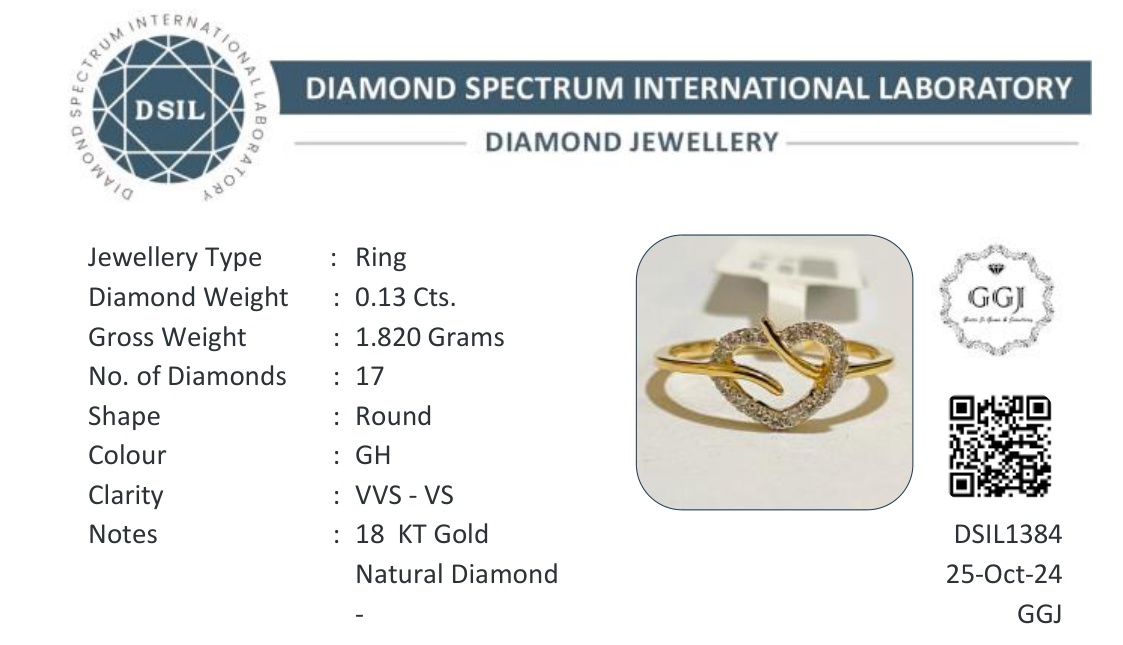 DIAMOND SPECTRUM INTERNATIONAL LABORATORY
DSIL
DIAMOND SPECTRUM INTERNATIONAL LABORATORY
DIAMOND JEWELLERY
Jewellery Type : Ring
Diamond Weight : 0.13 Cts.
Gross Weight : 1.820 Grams
No. of Diamonds : 17
Shape : Round
Colour : GH
Clarity : VVS - VS
Notes : 18 KT Gold
Natural Diamond
-
GGJ
DSIL1384
25-Oct-24
GGJ